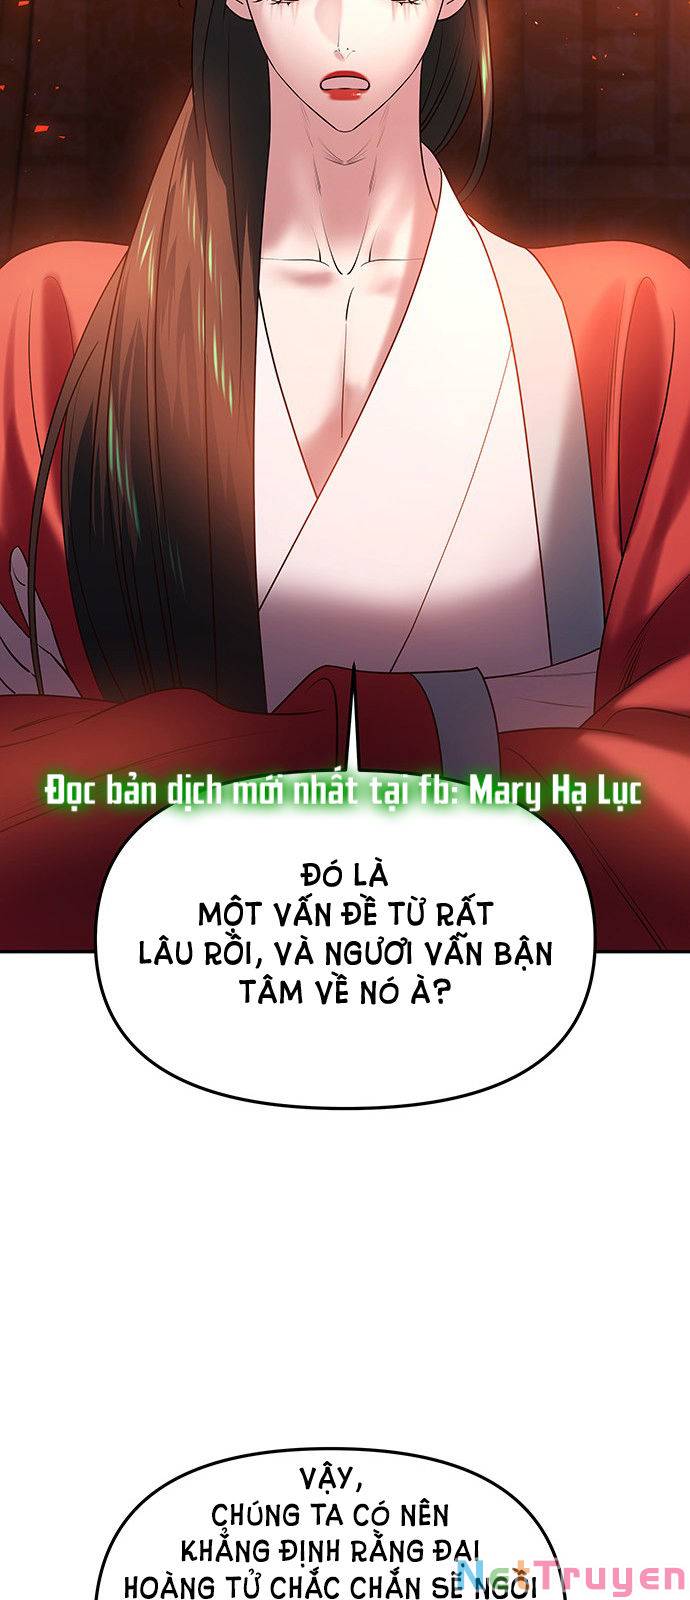 Đọc bản dịch mới nhất tại fb: Mary Hạ Lục
ĐÓ LÀ
MỘT VẤN ĐỀ TỪ RẤT
LÂU RỒI, VÀ NGƯƠI VẪN BẬN
TÂM VỀ NÓ À?
VẬY,
CHÚNG TA CÓ NÊN
KHẲNG ĐỊNH RẰNG ĐẠI
HOÀNG TỬ CHẮC CHẮN SẼ NGỒI
NetTruyen